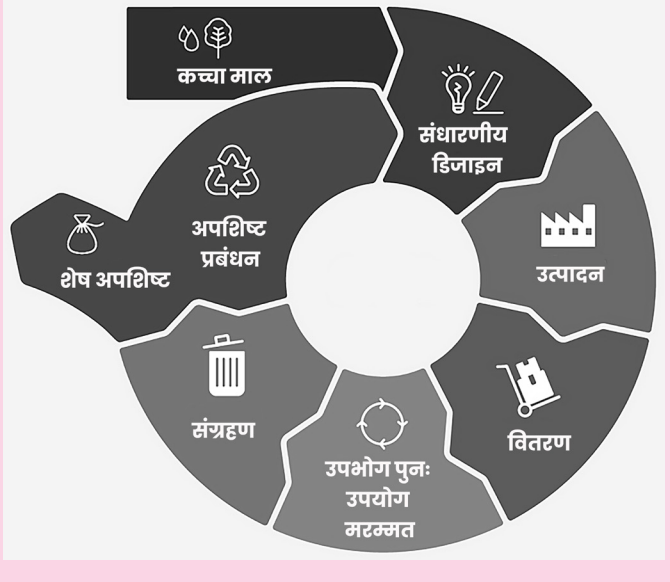 कच्चा माल
संधारणीय
डिजाइन
उत्पादन
वितरण
उपभोग पुनः
उपयोग
मरम्मत
संग्रहण
अपशिष्ट
प्रबंधन
शेष अपशिष्ट